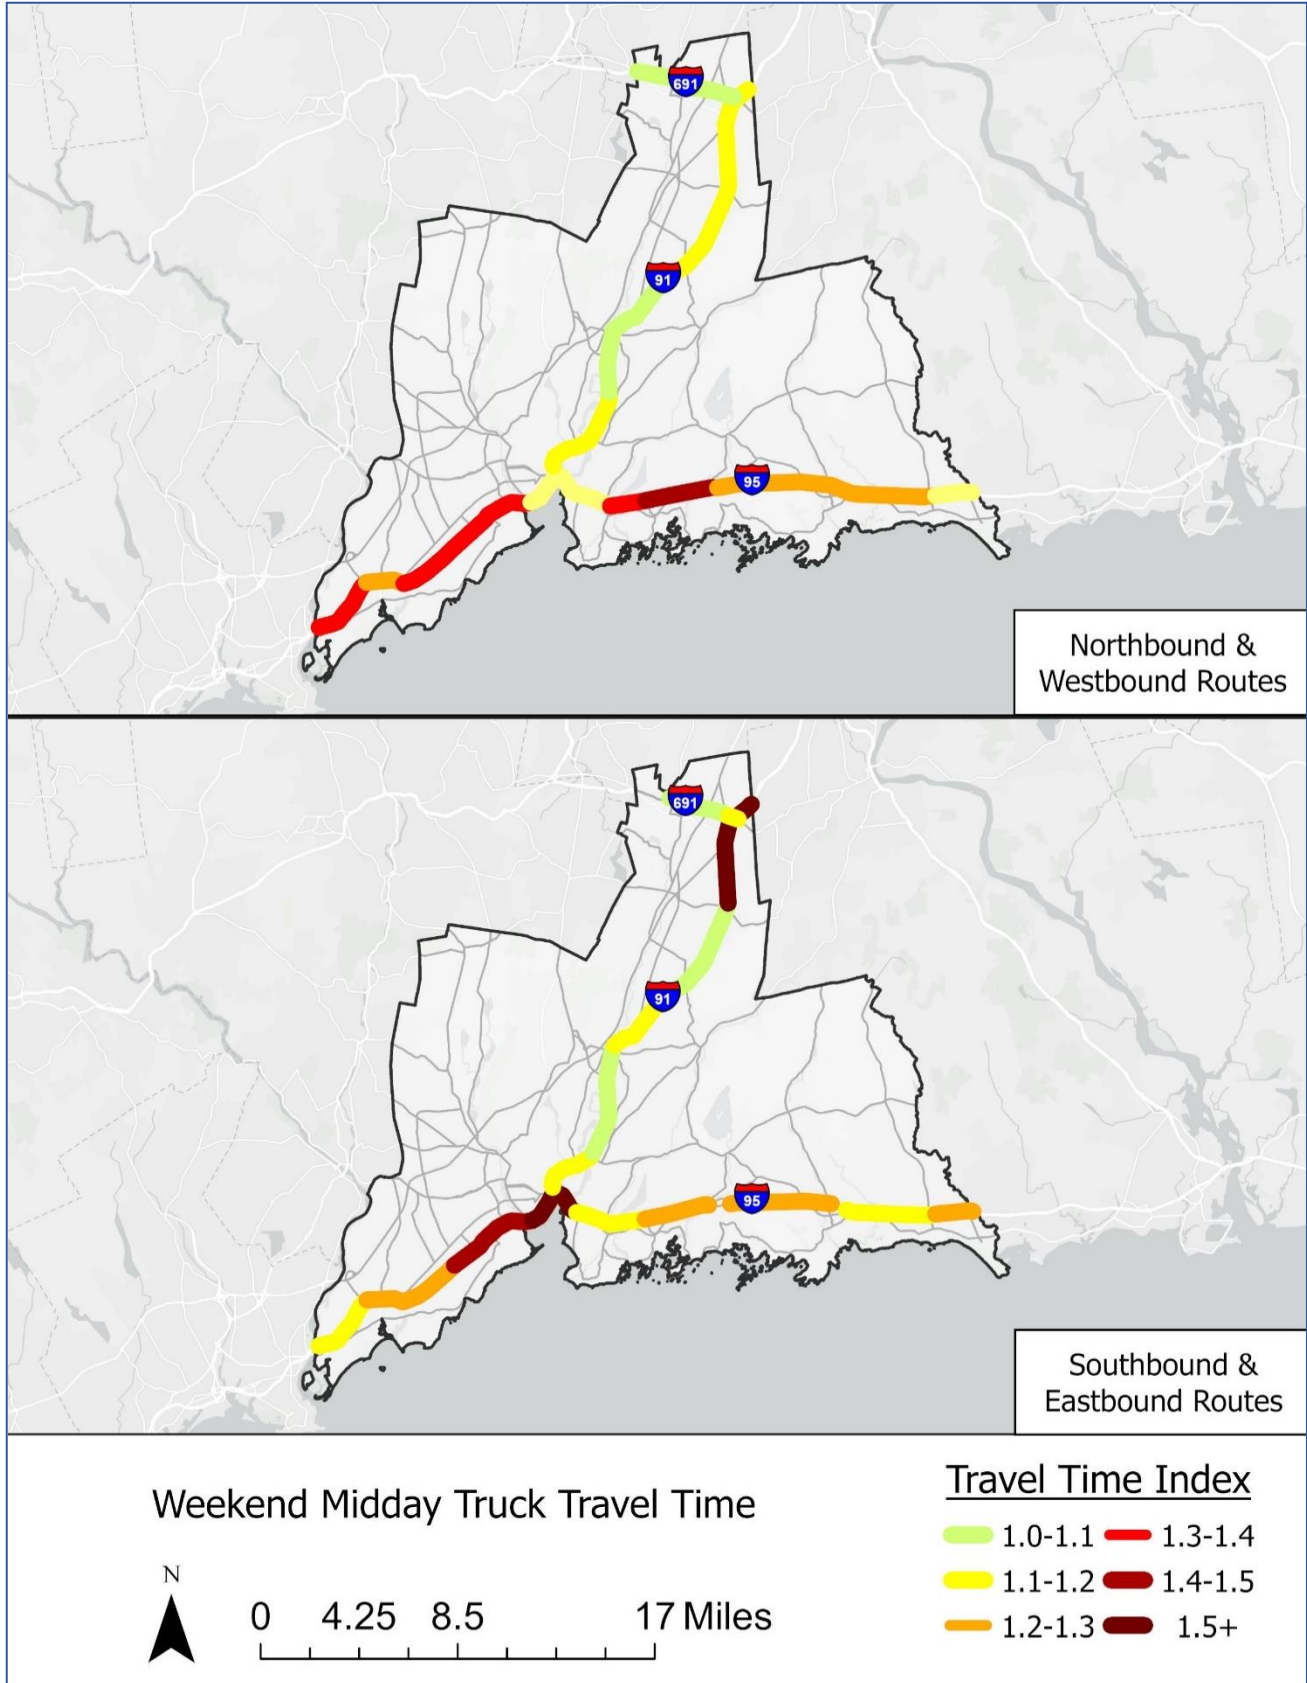 691
91
95
Northbound &
Westbound Routes
691
91
95
Southbound &
Eastbound Routes
Weekend Midday Truck Travel Time
N
0 4.25 8.5 17 Miles
Travel Time Index
1.0-1.1 1.3-1.4
1.1-1.2 1.4-1.5
1.2-1.3 1.5+